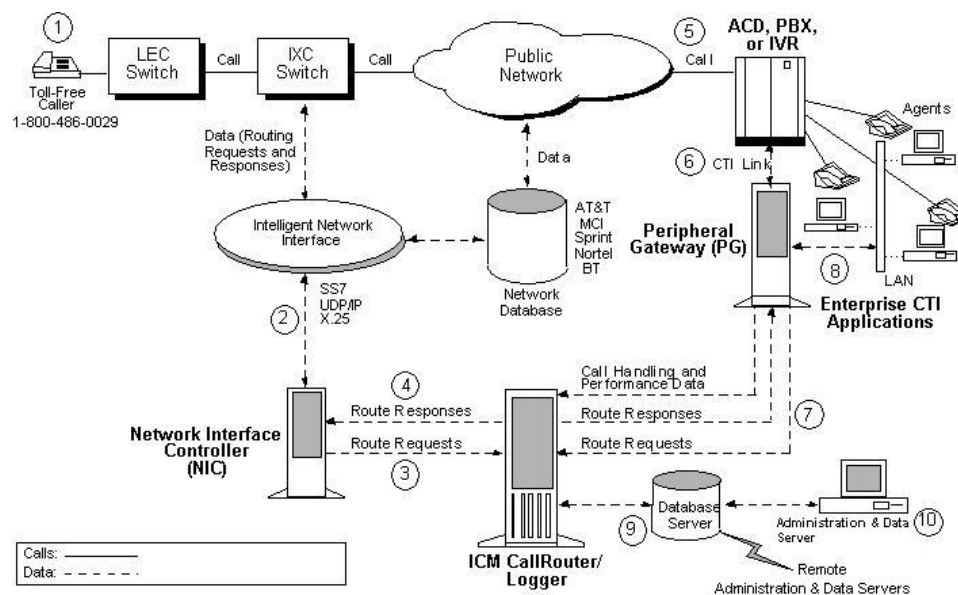 1
LEC
Switch
Call
IXC
Switch
Call
Public
Network
5
Call
ACD, PBX,
or IVR
Toll-Free
Caller
1-800-486-0029
Agents
Data (Routing
Requests and
Responses)
Data
6
CTI Link
Intelligent Network
Interface
AT&T
MCI
Sprint
Nortel
BT
Network
Database
Peripheral
Gateway (PG)
8
LAN
Enterprise CTI
Applications
2
SS7
UDP/IP
X.25
Call Handling and
Performance Data
4
Route Responses
Route Responses
7
Network Interface
Controller
(NIC)
Route Requests
3
Route Requests
9
Database
Server
Administration & Data
Server
10
ICM CallRouter/
Logger
Remote
Administration & Data Servers
Calls:
Data: